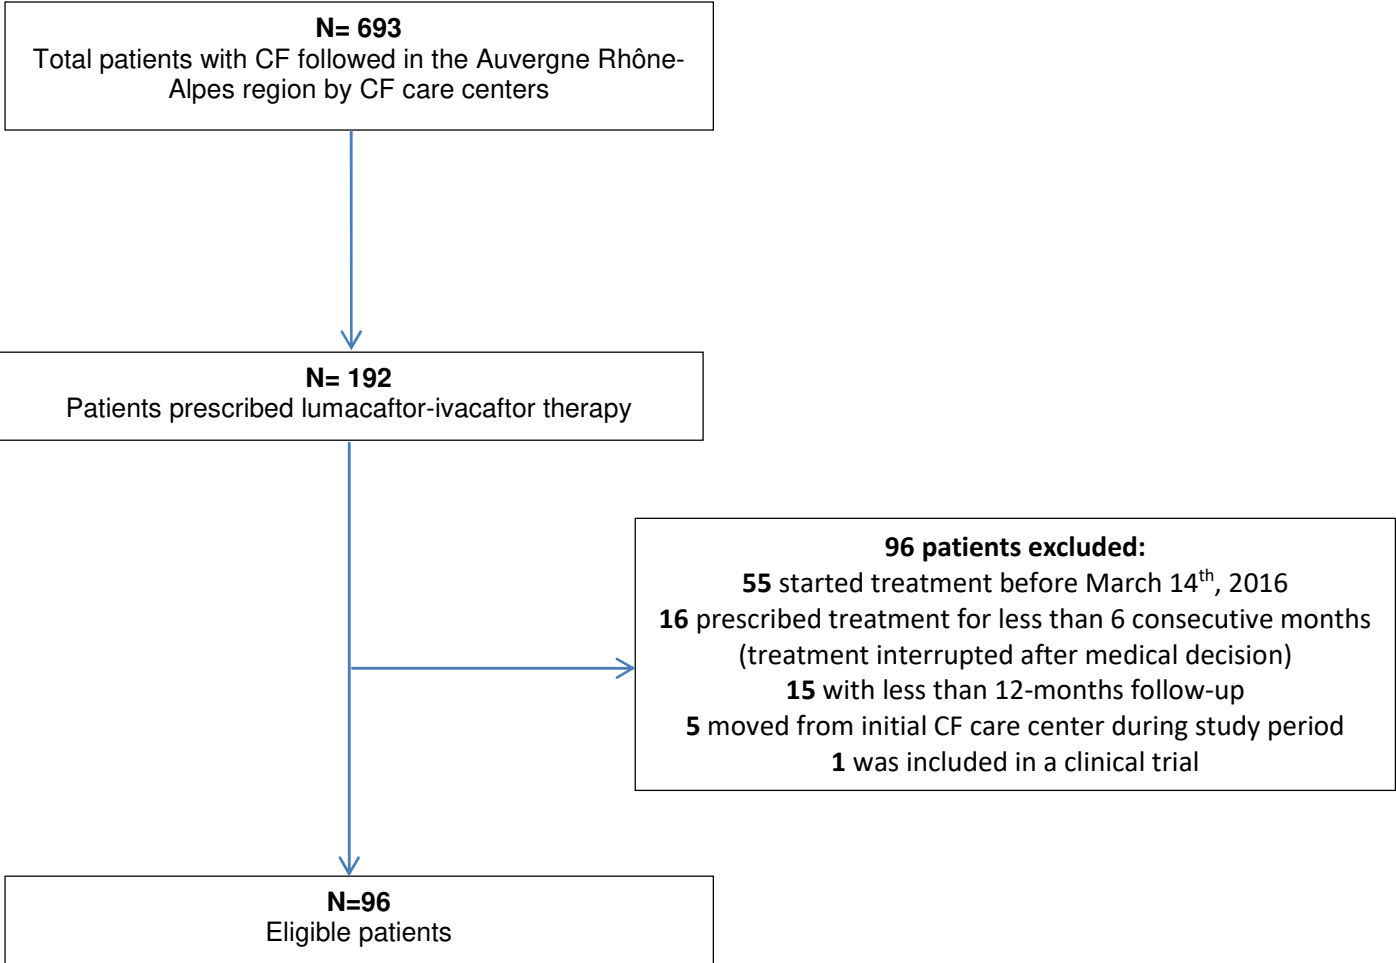 N= 693
Total patients with CF followed in the Auvergne Rhône-
Alpes region by CF care centers
N= 192
Patients prescribed lumacaftor-ivacaftor therapy
96 patients excluded:
55 started treatment before March 14th, 2016
16 prescribed treatment for less than 6 consecutive months
(treatment interrupted after medical decision)
15 with less than 12-months follow-up
5 moved from initial CF care center during study period
1 was included in a clinical trial
N=96
Eligible patients